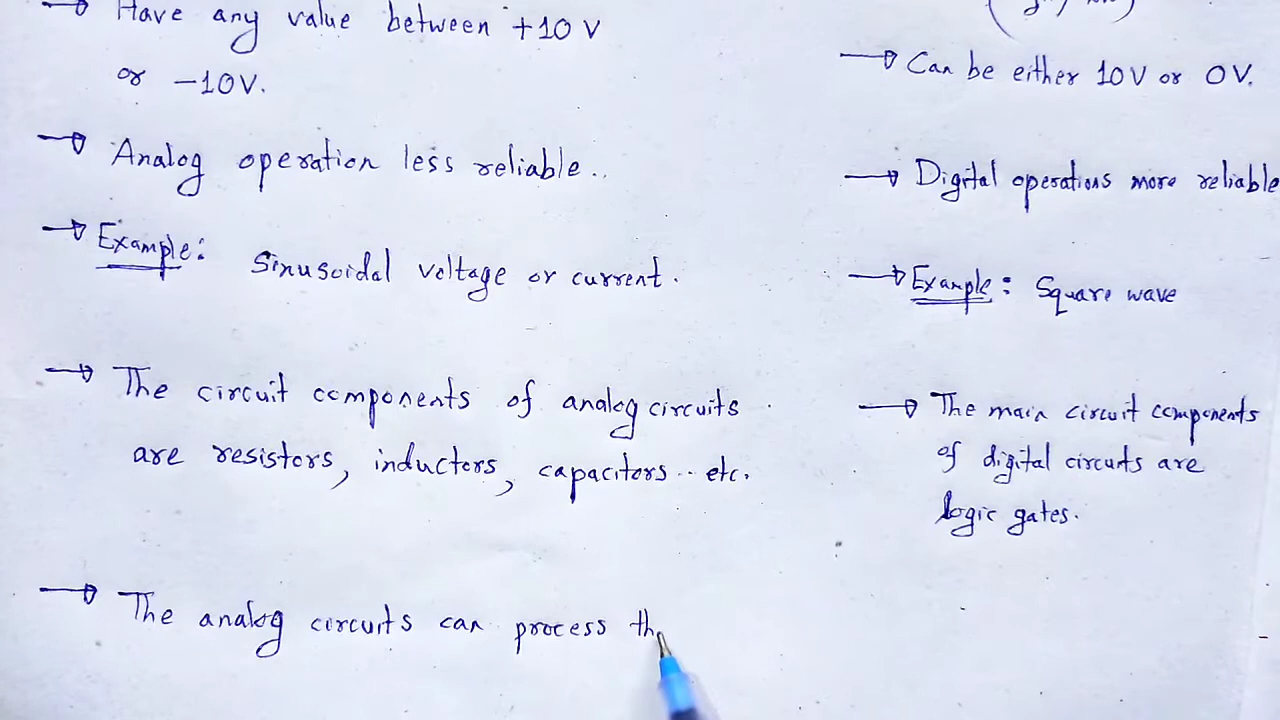 → Have any value between +10 V
or -10V.
→ Analog operation less reliable..
→ Example: Sinusoidal voltage or current.
→ The circuit components of analog circuits
are resistors, inductors, capacitors... etc.
→ The analog circuits can process th
→ Can be either 10V or 0V.
→ Digital operations more reliable
→ Example: Square wave
→ The main circuit components
of digital circuits are
logic gates.